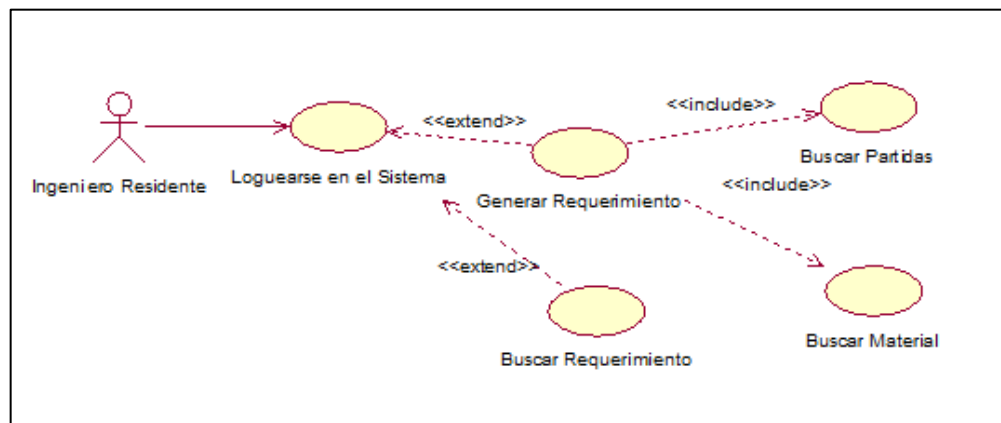 <<include>>
<<extend>>
Buscar Partidas
Ingeniero Residente
Loguearse en el Sistema
<<include>>
Generar Requerimiento
<<extend>>
Buscar Material
Buscar Requerimiento